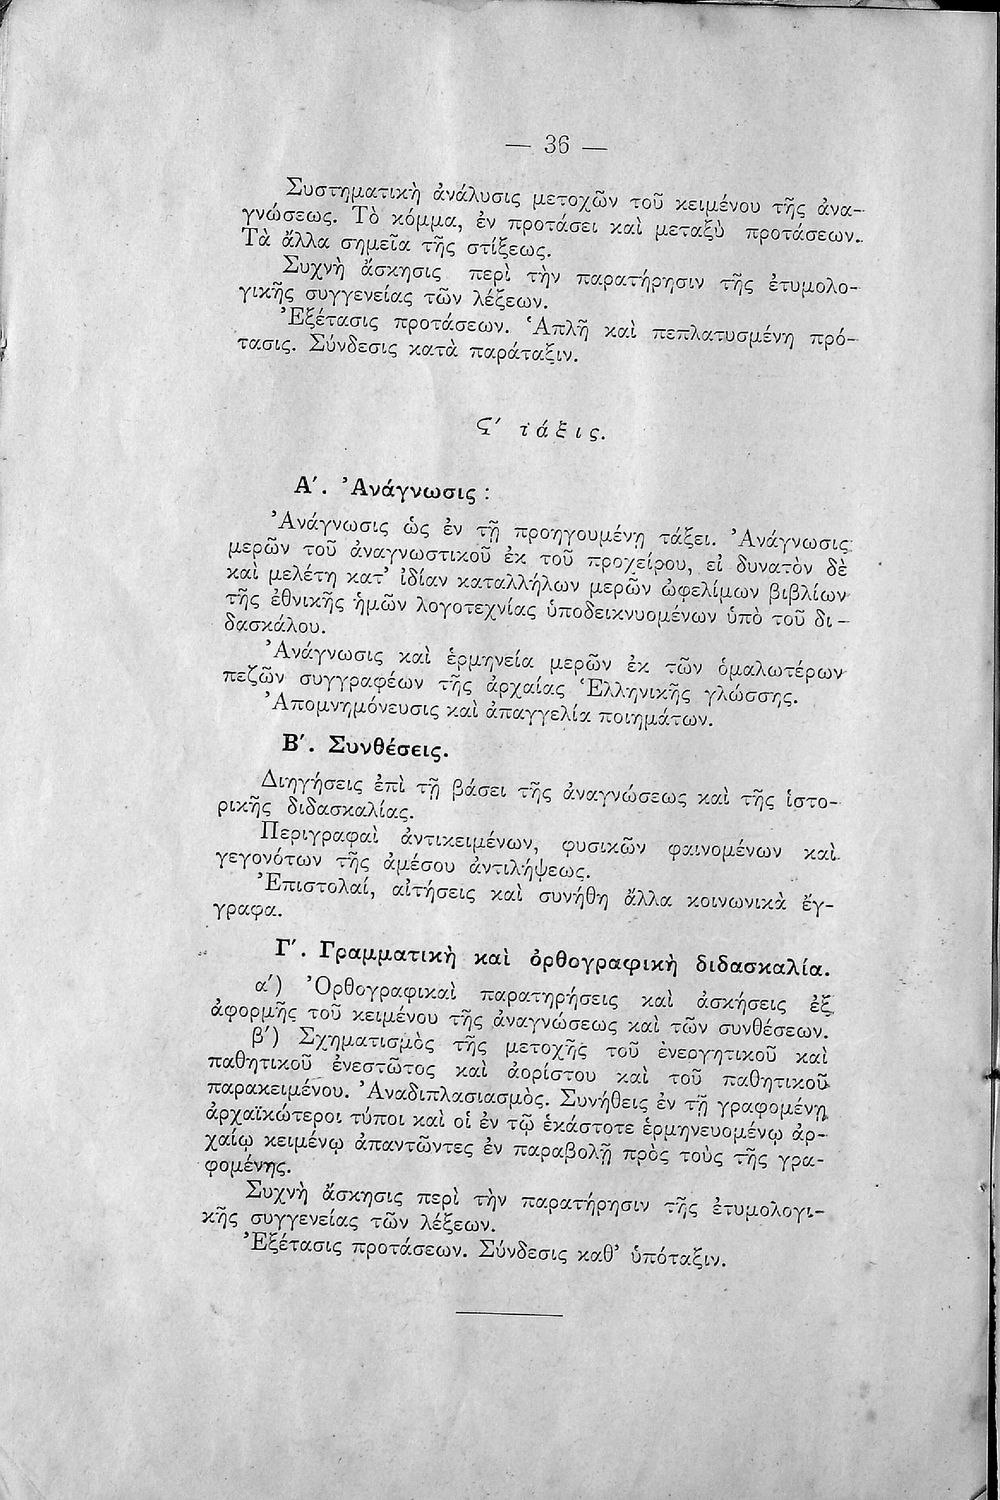 — 36 —
Συστηματικὴ ἀνάλυσις μετοχῶν τοῦ κειμένου τῆς ἀνα-
γνώσεως. Τὸ κόμμα, ἐν προτάσει καὶ μεταξὺ προτάσεων.
Τὰ ἄλλα σημεῖα τῆς στίξεως.
Συχνὴ ἄσκησις περὶ τὴν παρατήρησιν τῆς ἐτυμολο-
γικῆς συγγενείας τῶν λέξεων.
Ἐξέτασις προτάσεων. Ἁπλῆ καὶ πεπλατυσμένη πρό-
τασις. Σύνδεσις κατὰ παράταξιν.
Ϛ′ τάξις.
Α′. Ἀνάγνωσις :
Ἀνάγνωσις ὡς ἐν τῇ προηγουμένῃ τάξει. Ἀνάγνωσις
μερῶν τοῦ ἀναγνωστικοῦ ἐκ τοῦ προχείρου, εἰ δυνατὸν δὲ
καὶ μελέτη κατ’ ἰδίαν καταλλήλων μερῶν ὠφελίμων βιβλίων
τῆς ἐθνικῆς ἡμῶν λογοτεχνίας ὑποδεικνυομένων ὑπὸ τοῦ δι-
δασκάλου.
Ἀνάγνωσις καὶ ἑρμηνεία μερῶν ἐκ τῶν ὁμαλωτέρων
πεζῶν συγγραφέων τῆς ἀρχαίας Ἑλληνικῆς γλώσσης.
Ἀπομνημόνευσις καὶ ἀπαγγελία ποιημάτων.
Β′. Συνθέσεις.
Διηγήσεις ἐπὶ τῇ βάσει τῆς ἀναγνώσεως καὶ τῆς ἱστο-
ρικῆς διδασκαλίας.
Περιγραφαὶ ἀντικειμένων, φυσικῶν φαινομένων καὶ
γεγονότων τῆς ἀμέσου ἀντιλήψεως.
Ἐπιστολαί, αἰτήσεις καὶ συνήθη ἄλλα κοινωνικὰ ἔγ-
γραφα.
Γ′. Γραμματικὴ καὶ ὀρθογραφικὴ διδασκαλία.
α′) Ὀρθογραφικαὶ παρατηρήσεις καὶ ἀσκήσεις ἐξ
ἀφορμῆς τοῦ κειμένου τῆς ἀναγνώσεως καὶ τῶν συνθέσεων.
β′) Σχηματισμὸς τῆς μετοχῆς τοῦ ἐνεργητικοῦ καὶ
παθητικοῦ ἐνεστῶτος καὶ ἀορίστου καὶ τοῦ παθητικοῦ
παρακειμένου. Ἀναδιπλασιασμὸς. Συνήθεις ἐν τῇ γραφομένῃ
ἀρχαϊκώτεροι τύποι καὶ οἱ ἐν τῷ ἑκάστοτε ἑρμηνευομένῳ ἀρ-
χαίῳ κειμένῳ ἀπαντῶντες ἐν παραβολῇ πρὸς τοὺς τῆς γρα-
φομένης.
Συχνὴ ἄσκησις περὶ τὴν παρατήρησιν τῆς ἐτυμολογι-
κῆς συγγενείας τῶν λέξεων.
Ἐξέτασις προτάσεων. Σύνδεσις καθ’ ὑπόταξιν.